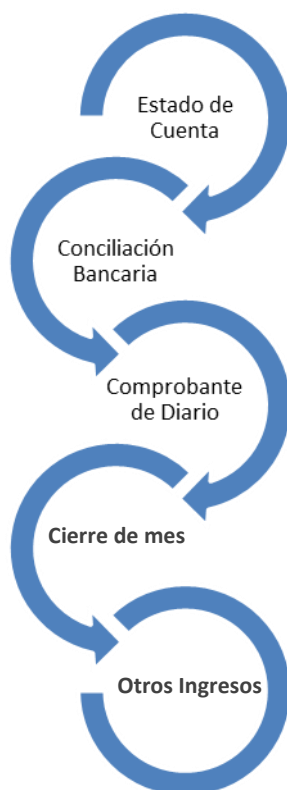 Estado de
Cuenta
Conciliación
Bancaria
Comprobante
de Diario
Cierre de mes
Otros Ingresos